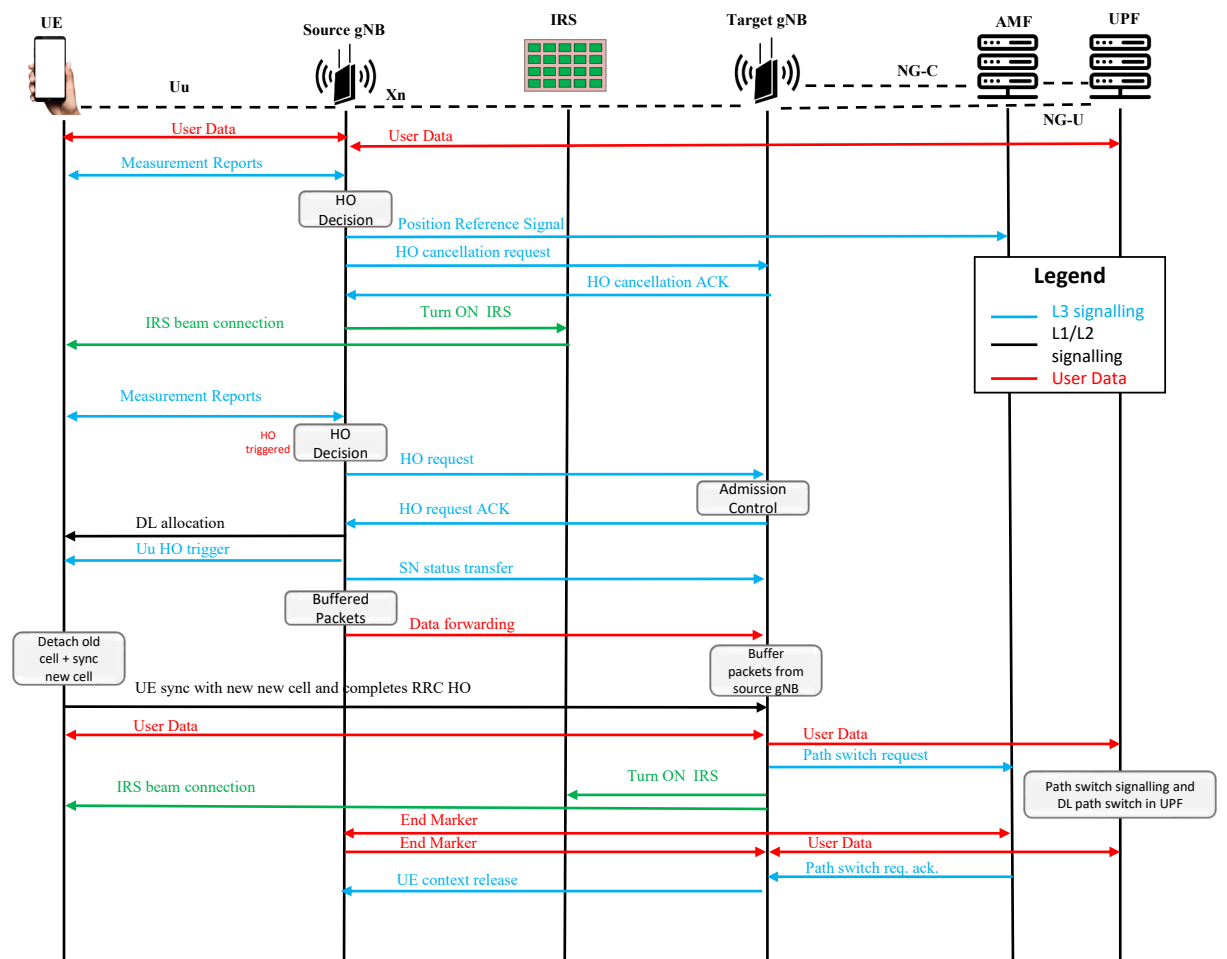 UE
Source gNB
IRS
Target gNB
AMF
UPF
Uu
Xn
NG-C
NG-U
User Data
User Data
Measurement Reports
HO
Decision
Position Reference Signal
HO cancellation request
HO cancellation ACK
Legend
L3 signalling
L1/L2
signalling
User Data
IRS beam connection
Turn ON IRS
Measurement Reports
HO
triggered
HO
Decision
HO request
Admission
Control
HO request ACK
DL allocation
Uu HO trigger
SN status transfer
Buffered
Packets
Data forwarding
Detach old
cell + sync
new cell
Buffer
packets from
source gNB
UE sync with new new cell and completes RRC HO
User Data
User Data
Path switch request
Turn ON IRS
IRS beam connection
Path switch signalling and
DL path switch in UPF
End Marker
End Marker
User Data
Path switch req. ack.
UE context release